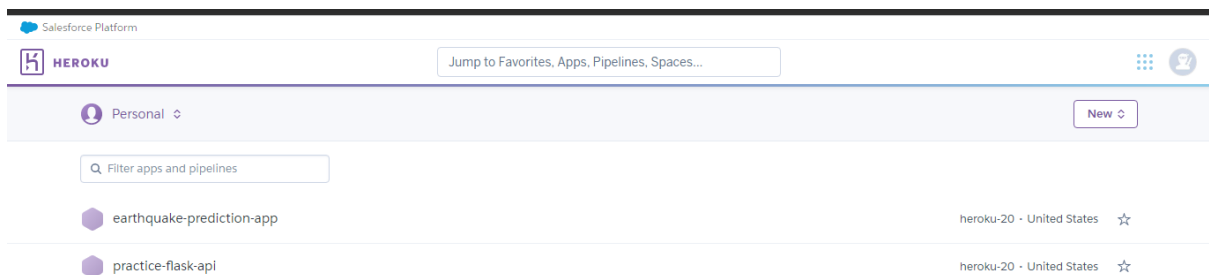 Salesforce Platform
HEROKU Jump to Favorites, Apps, Pipelines, Spaces...
Personal New
Filter apps and pipelines
earthquake-prediction-app heroku-20 · United States
practice-flask-api heroku-20 · United States